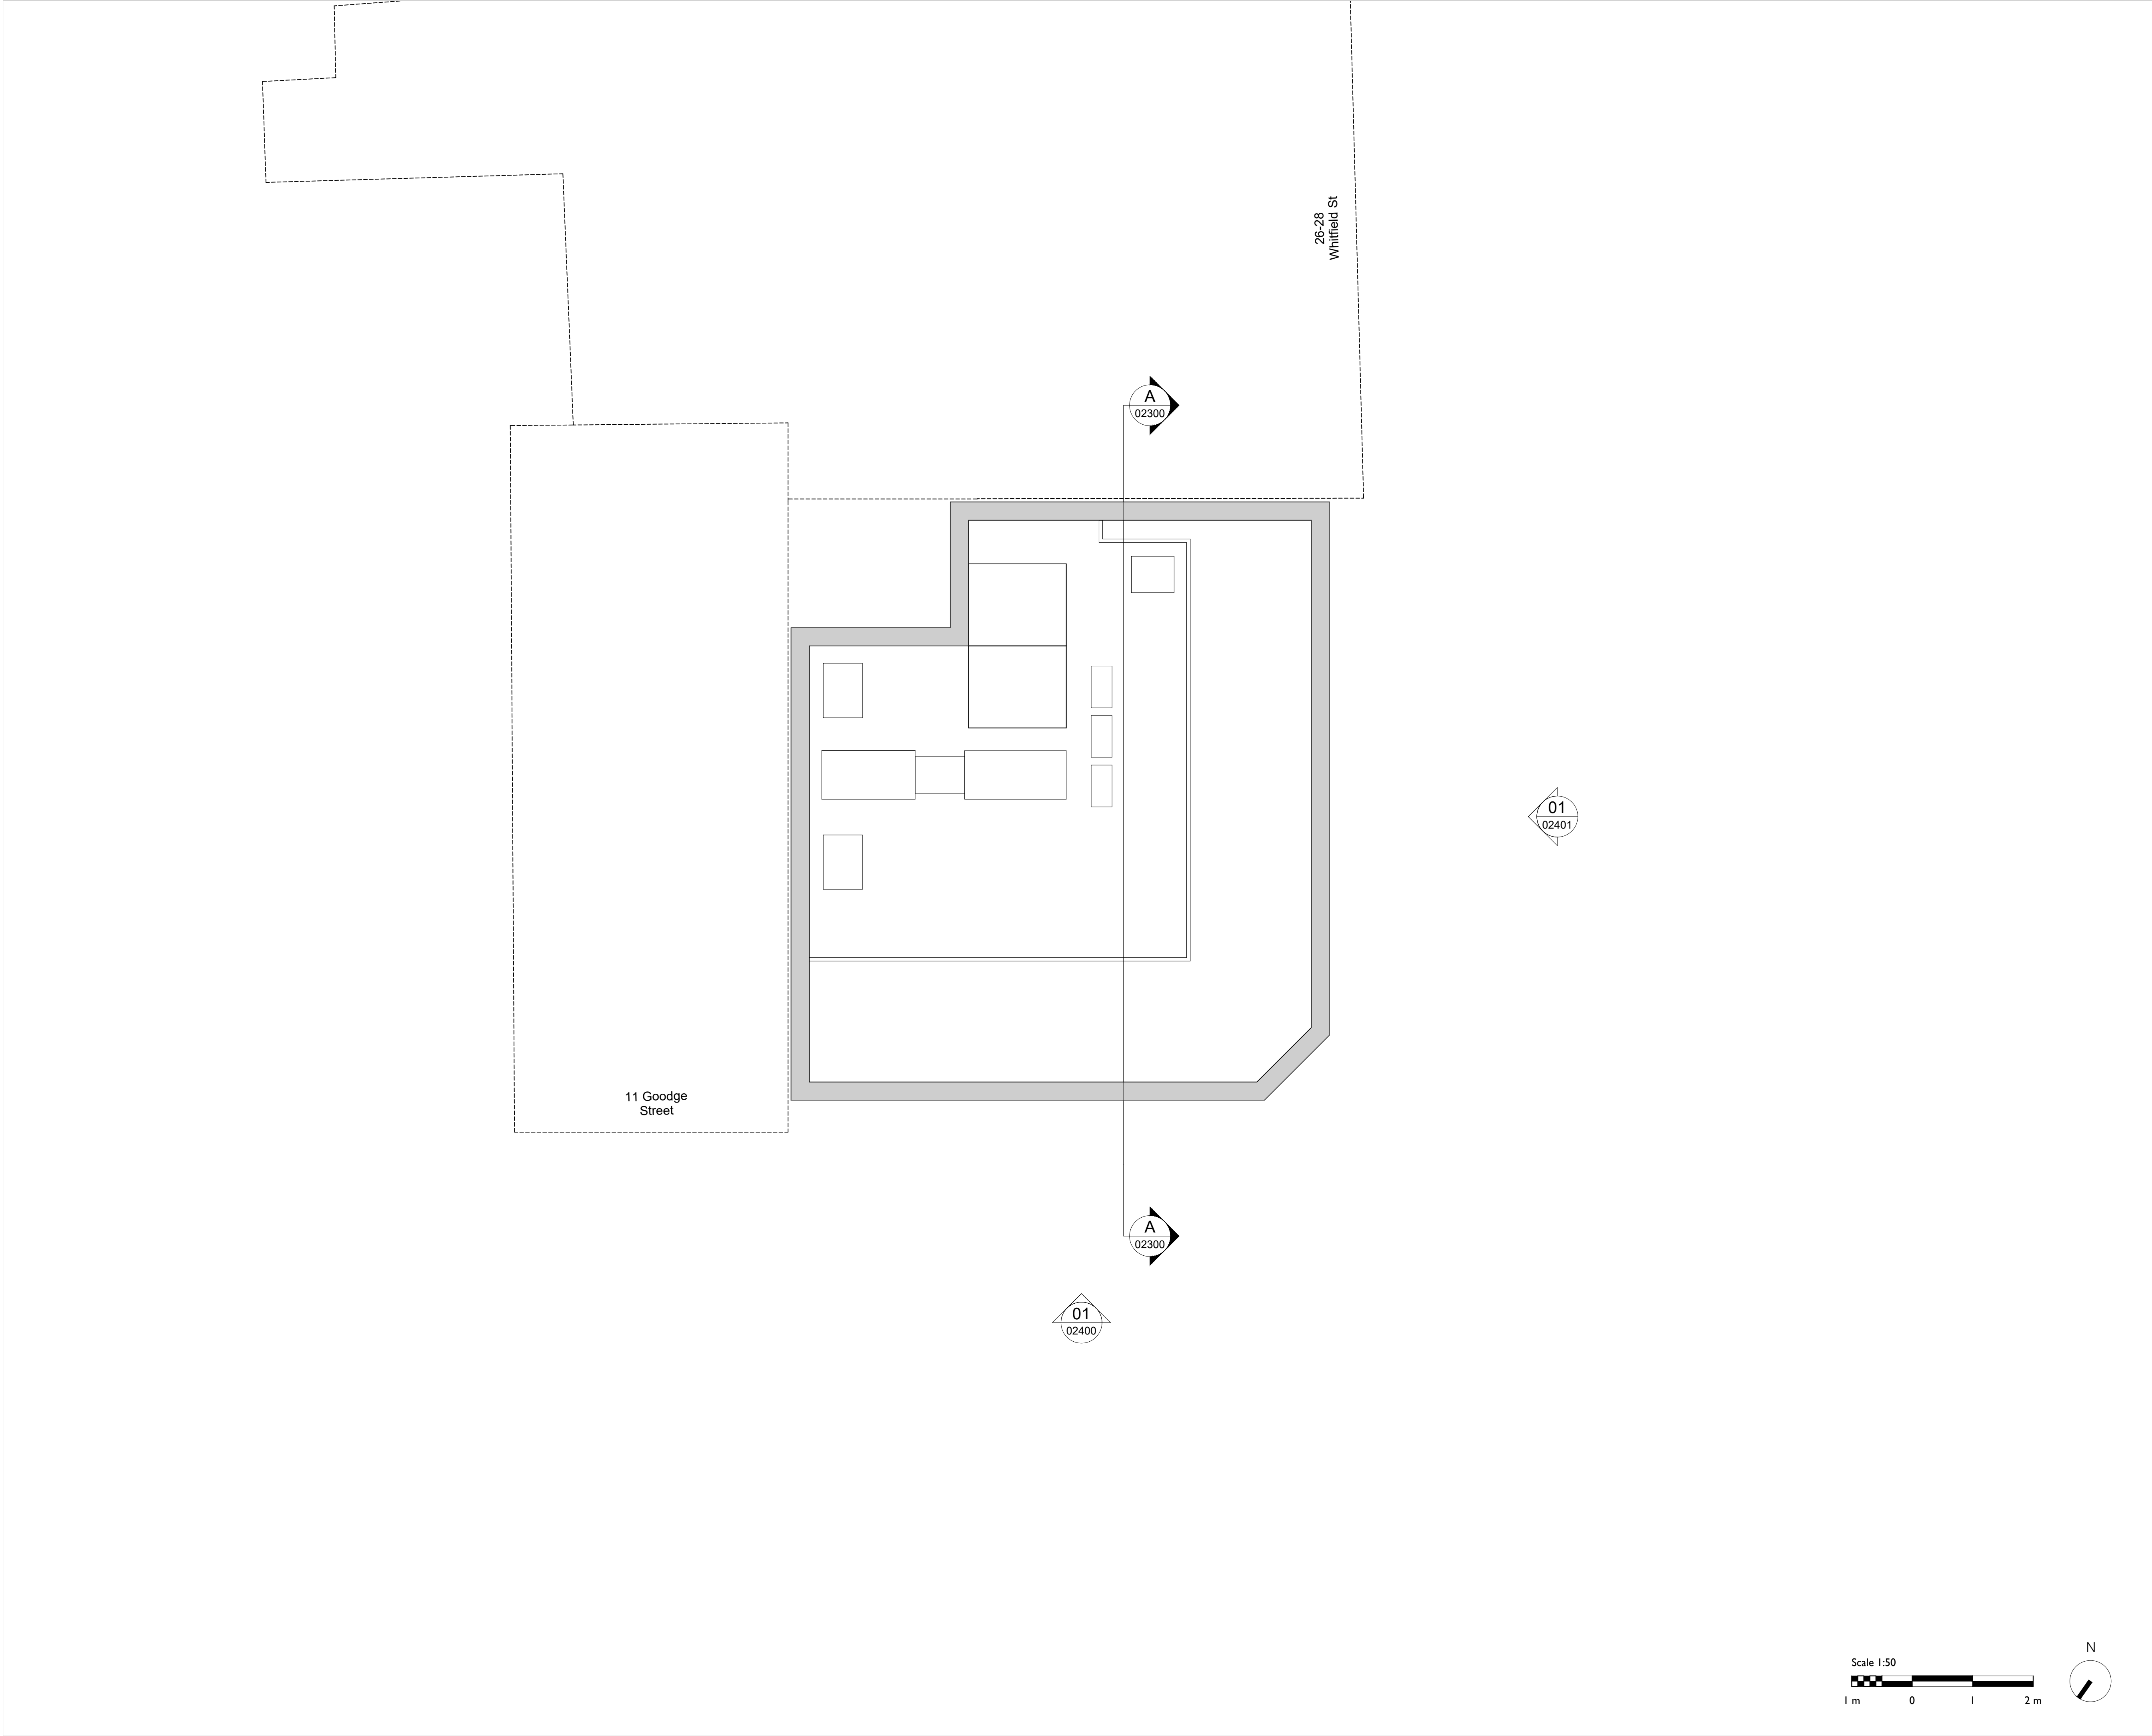 26-28
Whitfield St
A
02300
01
02401
11 Goodge
Street
A
02300
01
02400
N
Scale 1:50
1 m 0 1 2 m